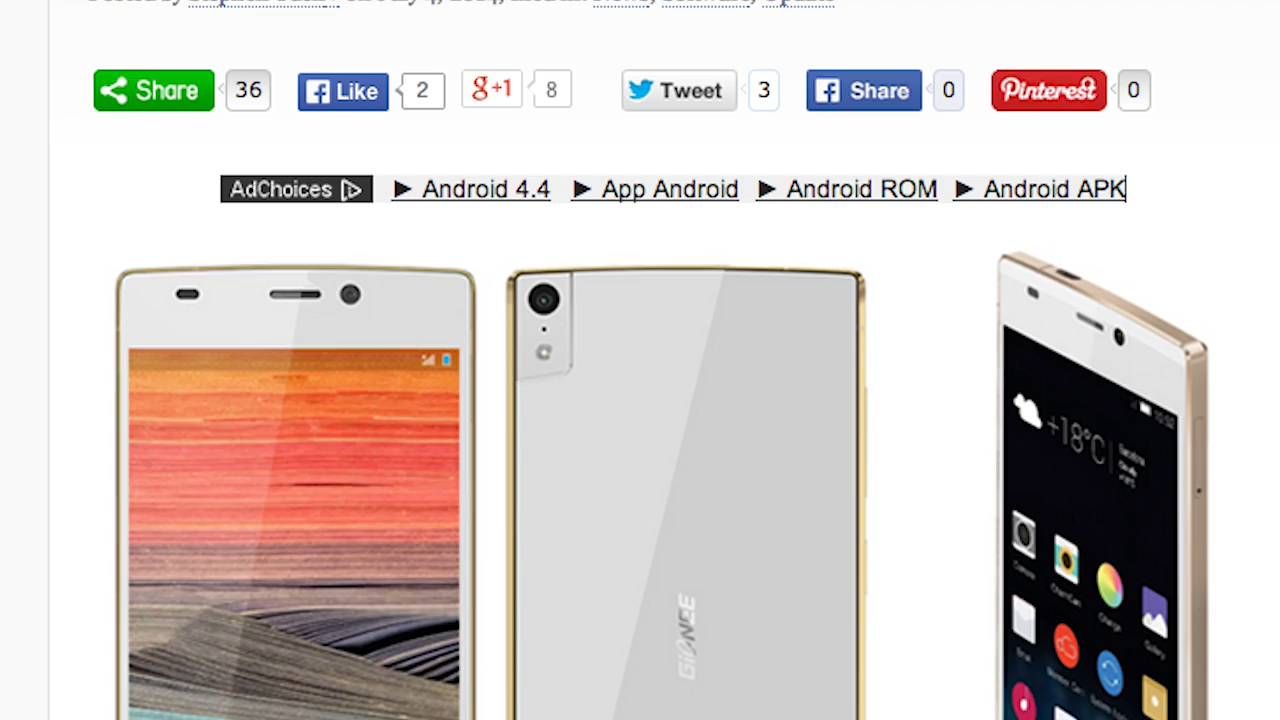 Share 36 Like 2 g+1 8 Tweet 3 Share 0 Pinterest 0
AdChoices ► Android 4.4 ► App Android ► Android ROM ► Android APK
+18°C
GiONEE